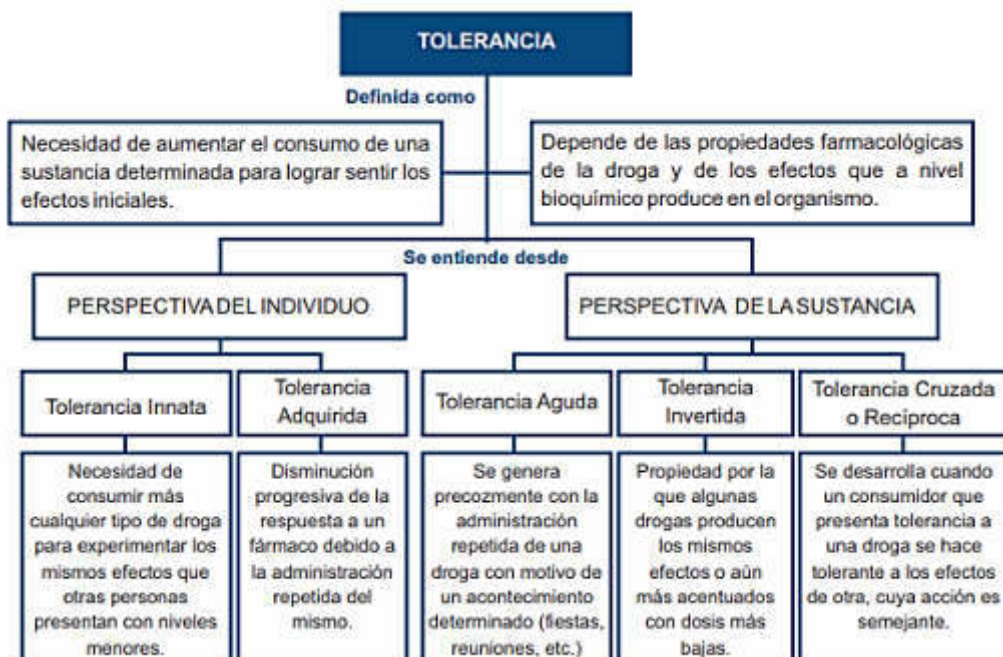 TOLERANCIA
Definida como
Necesidad de aumentar el consumo de una
sustancia determinada para lograr sentir los
efectos iniciales.
Depende de las propiedades farmacológicas
de la droga y de los efectos que a nivel
bioquímico produce en el organismo.
Se entiende desde
PERSPECTIVA DEL INDIVIDUO
PERSPECTIVA DE LA SUSTANCIA
Tolerancia Innata
Tolerancia
Adquirida
Tolerancia Aguda
Tolerancia
Invertida
Tolerancia Cruzada
o Recíproca
Necesidad de
consumir más
cualquier tipo de droga
para experimentar los
mismos efectos que
otras personas
presentan con niveles
menores.
Disminución
progresiva de la
respuesta a un
fármaco debido a
la administración
repetida del
mismo.
Se genera
precozmente con la
administración
repetida de una
droga con motivo de
un acontecimiento
determinado (fiestas,
reuniones, etc.)
Propiedad por la
que algunas
drogas producen
los mismos
efectos o aún
más acentuados
con dosis más
bajas.
Se desarrolla cuando
un consumidor que
presenta tolerancia a
una droga se hace
tolerante a los efectos
de otra, cuya acción es
semejante.